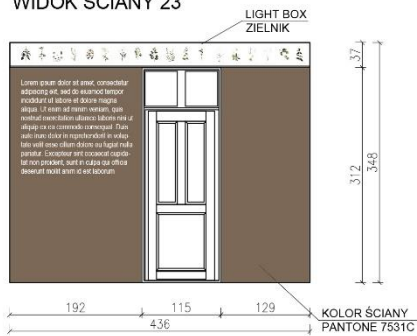 WIDOK ŚCIANY 23
LIGHT BOX
ZIELNIK
37
Lorem ipsum dolor sit amet, consectetur
adipiscing elit, sed do eiusmod tempor
incididunt ut labore et dolore magna
aliqua. Ut enim ad minim veniam, quis
nostrud exercitation ullamco laboris nisi ut
aliquip ex ea commodo consequat. Duis
aute irure dolor in reprehenderit in volup-
tate velit esse cillum dolore eu fugiat nulla
pariatur. Excepteur sint occaecat cupida-
tat non proident, sunt in culpa qui officia
deserunt mollit anim id est laborum
312
348
192
115
129
436
KOLOR ŚCIANY
PANTONE 7531C